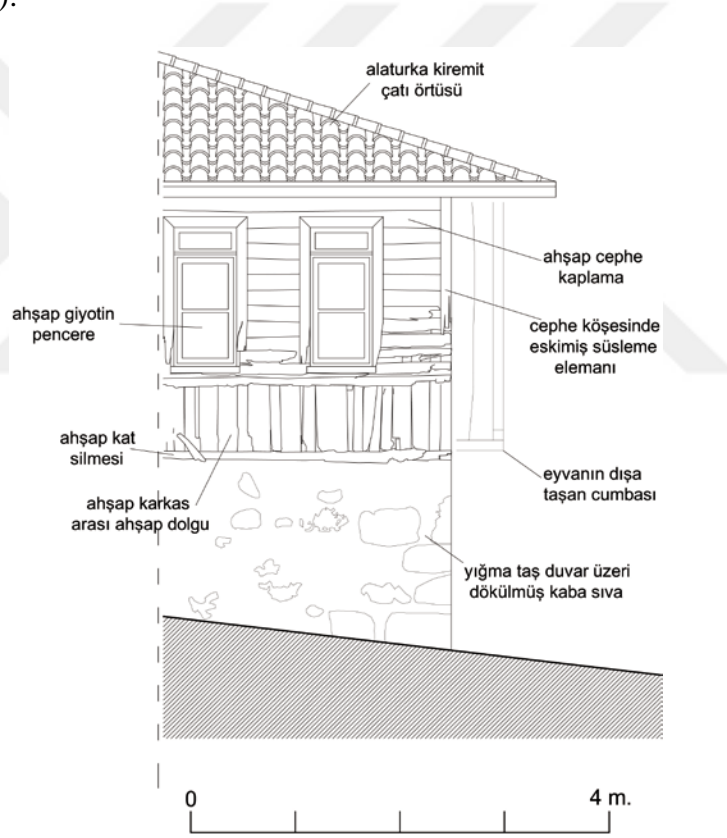 ).
alaturka kiremit
çatı örtüsü
ahşap cephe
kaplama
ahşap giyotin
pencere
cephe köşesinde
eskimiş süsleme
elemanı
ahşap kat
silmesi
eyvanın dışa
taşan cumbası
ahşap karkas
arası ahşap dolgu
yığma taş duvar üzeri
dökülmüş kaba sıva
0 4 m.